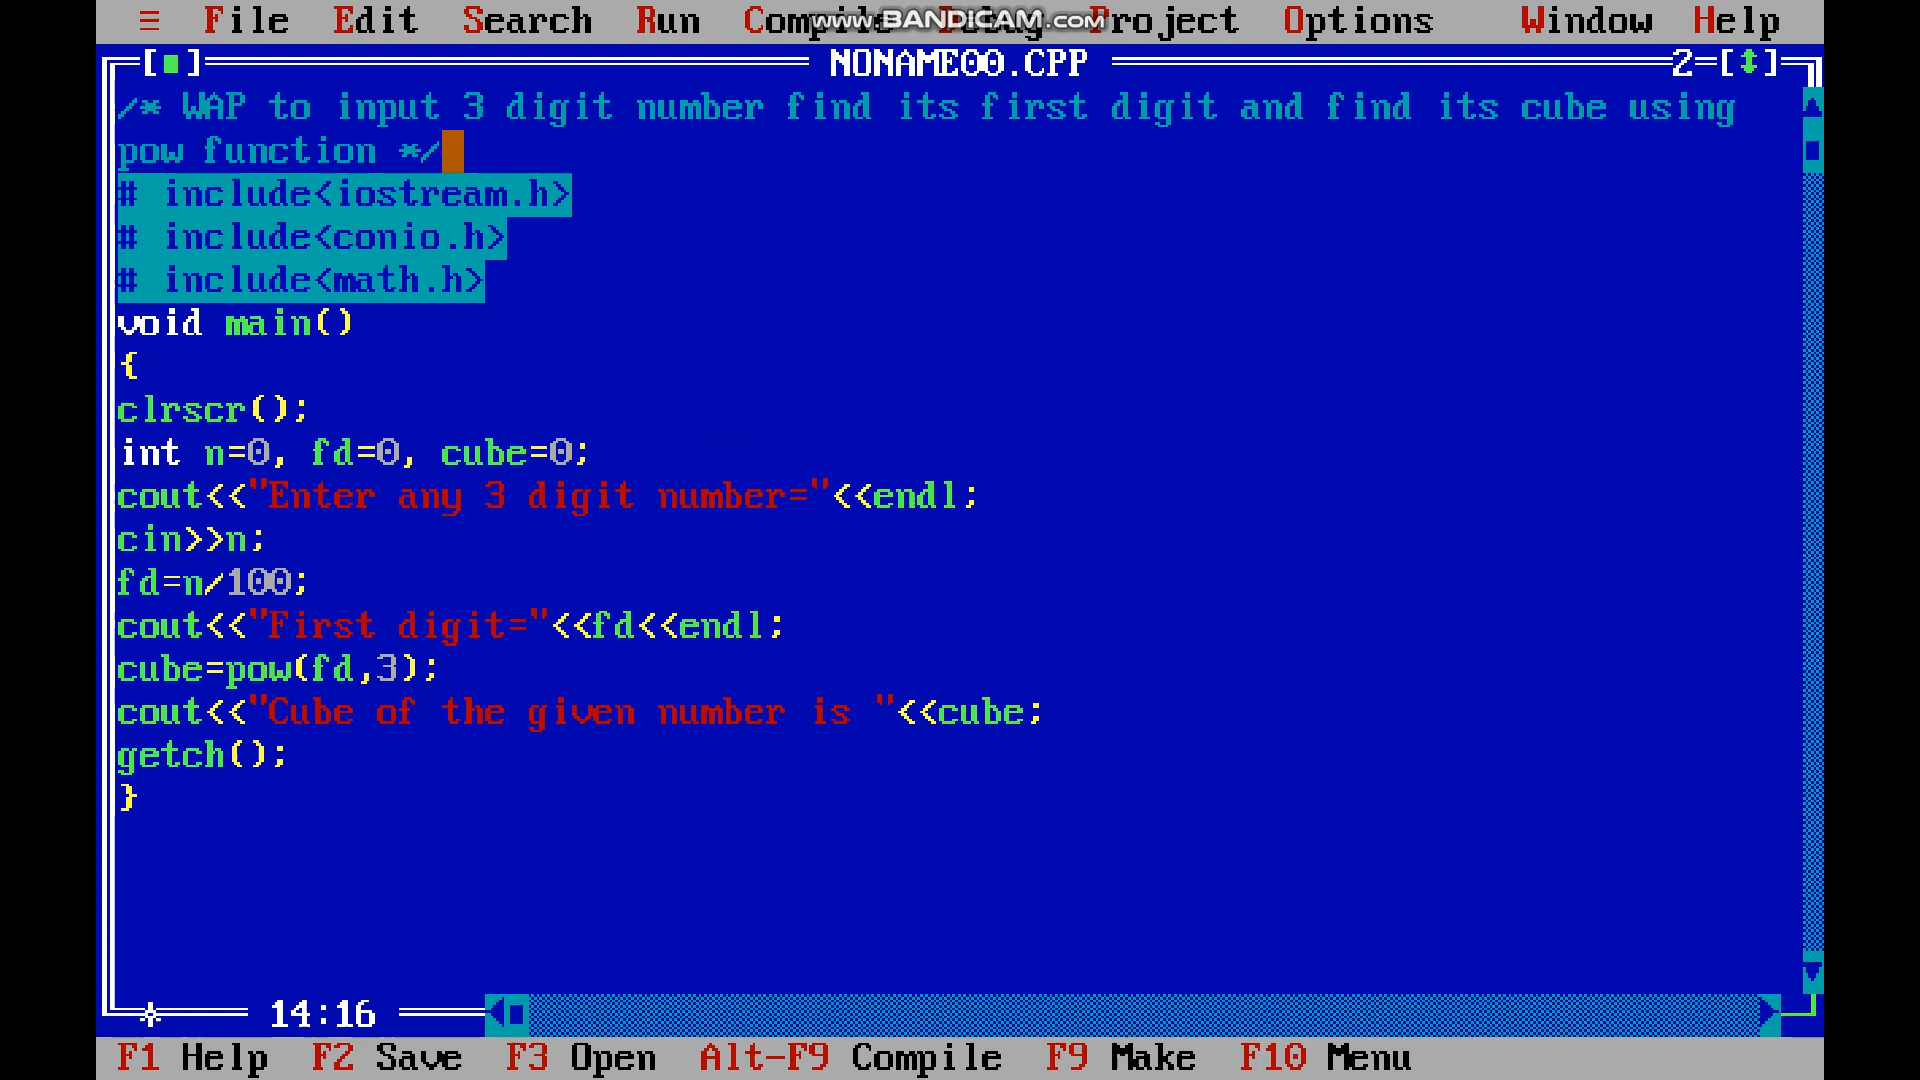 ≡ File Edit Search Run Compile Debug Project Options Window Help
www.BANDICAM.com
[■] NONAME00.CPP 2=[↕]
/* WAP to input 3 digit number find its first digit and find its cube using
pow function */
# include<iostream.h>
# include<conio.h>
# include<math.h>
void main()
{
clrscr();
int n=0, fd=0, cube=0;
cout<<"Enter any 3 digit number="<<endl;
cin>>n;
fd=n/100;
cout<<"First digit="<<fd<<endl;
cube=pow(fd,3);
cout<<"Cube of the given number is "<<cube;
getch();
}
14:16
F1 Help F2 Save F3 Open Alt-F9 Compile F9 Make F10 Menu